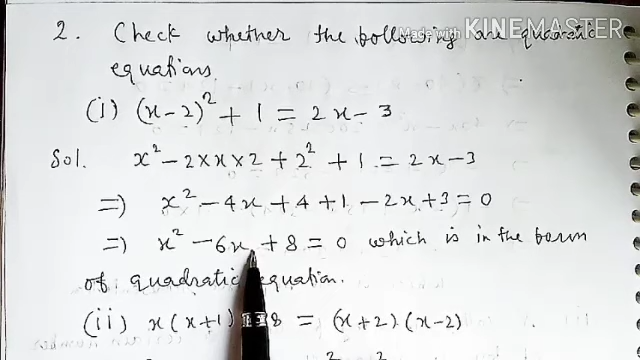 Made with KINEMASTER
2. Check whether the following are quadratic
equations.
(i) (x-2)² + 1 = 2x - 3
Sol. x² - 2×x×2 + 2² + 1 = 2x - 3
=) x² - 4x + 4 + 1 - 2x + 3 = 0
=) x² - 6x + 8 = 0 which is in the form
of quadratic equation.
(ii) x(x+1) + 8 = (x+2)(x-2)